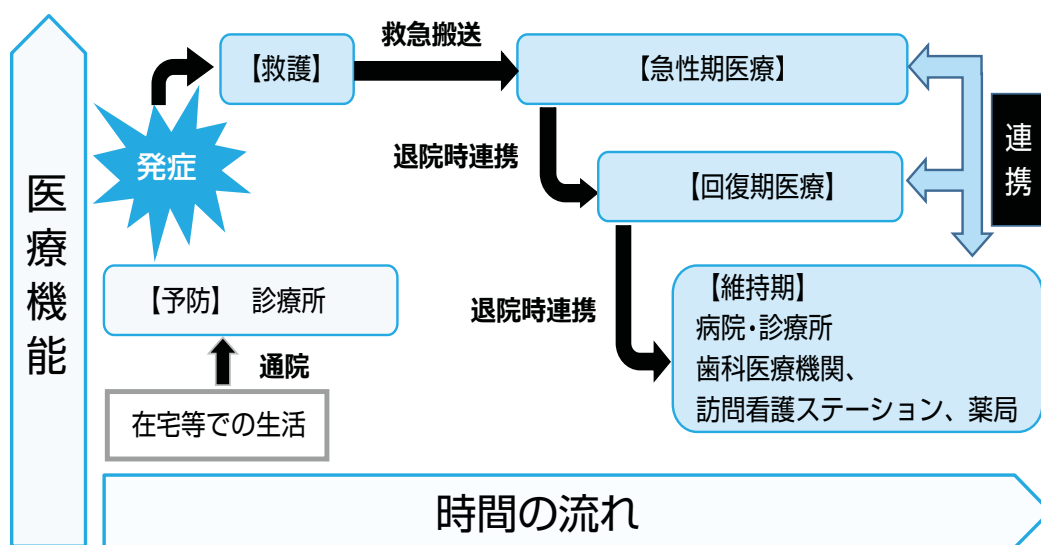 医療機能
発症
【救護】
救急搬送
【急性期医療】
連携
退院時連携
【回復期医療】
退院時連携
【維持期】
病院・診療所
歯科医療機関、
訪問看護ステーション、薬局
【予防】 診療所
通院
在宅等での生活
時間の流れ